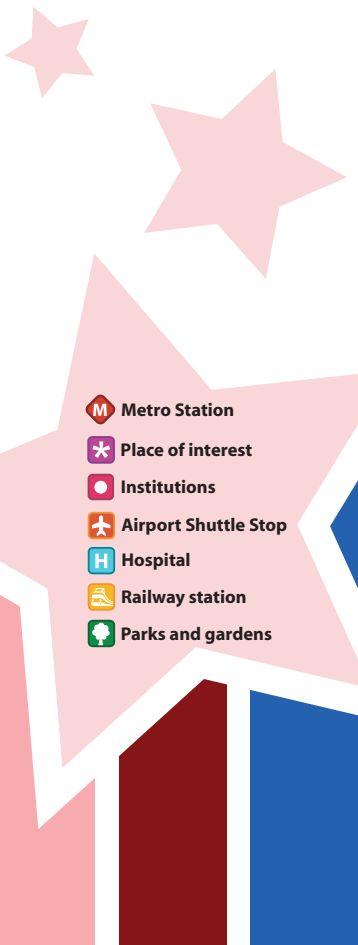 M Metro Station
Place of interest
Institutions
Airport Shuttle Stop
H Hospital
Railway station
Parks and gardens